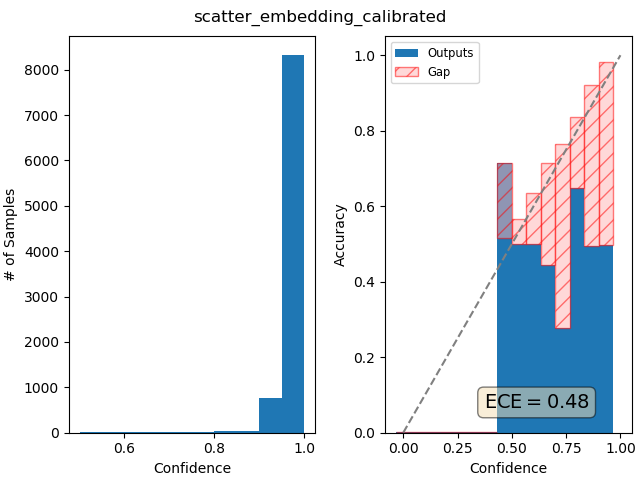 scatter_embedding_calibrated
8000
7000
6000
5000
4000
3000
2000
1000
0
0.6
0.8
1.0
# of Samples
Confidence
Outputs
Gap
1.0
0.8
0.6
0.4
0.2
0.0
0.00
0.25
0.50
0.75
1.00
Accuracy
ECE = 0.48
Confidence